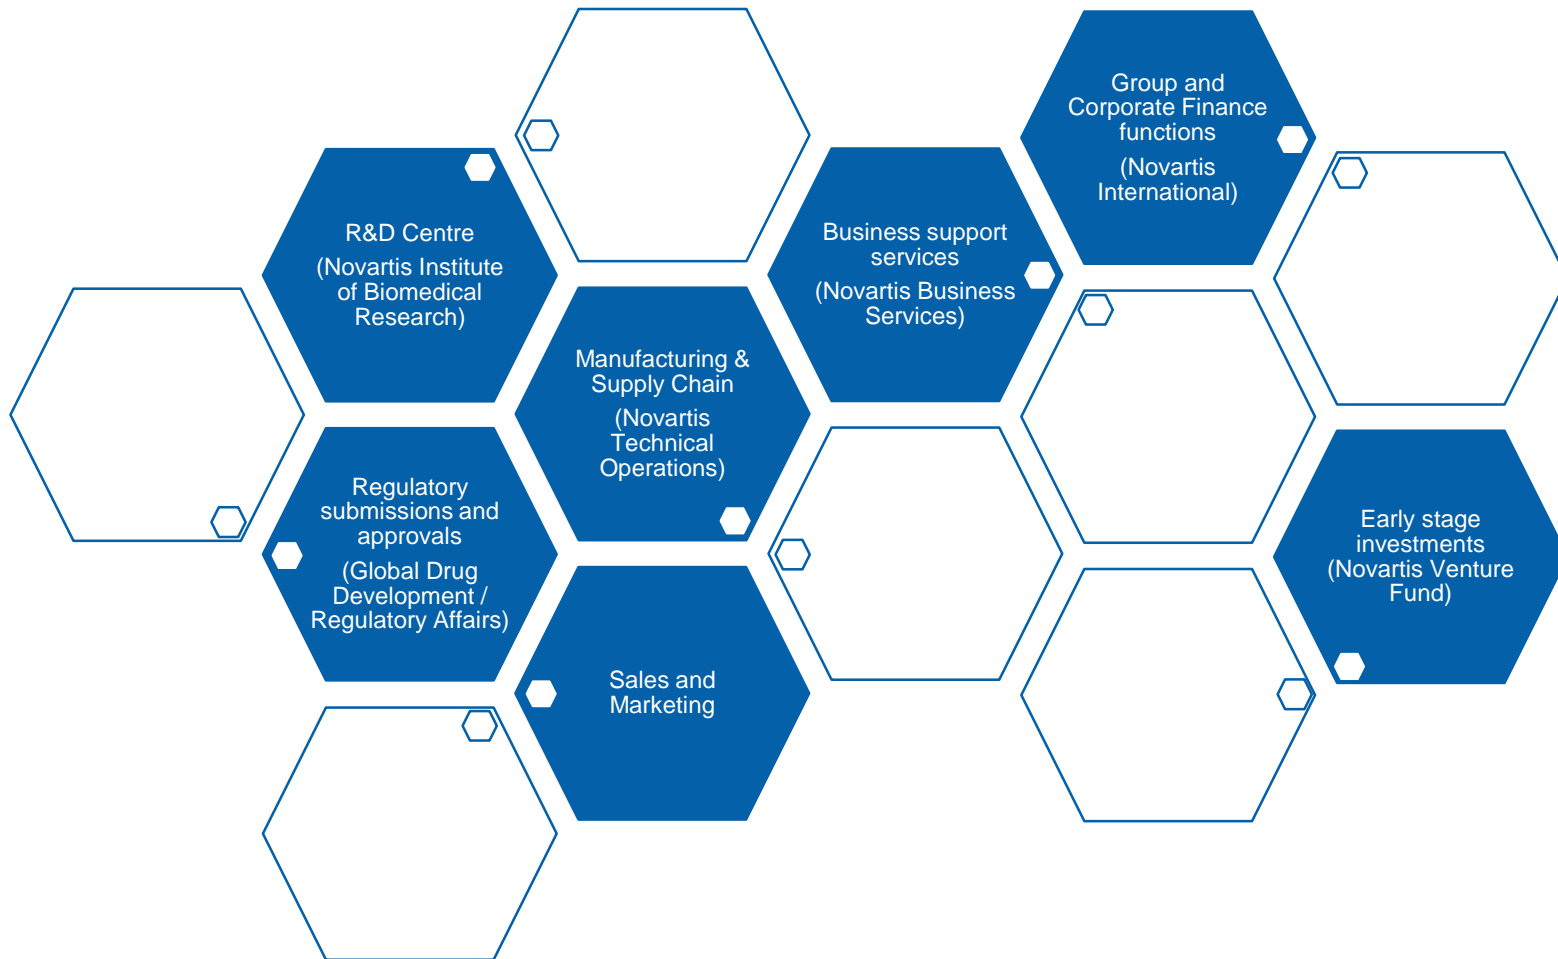 R&D Centre
(Novartis Institute
of Biomedical
Research)
Regulatory
submissions and
approvals
(Global Drug
Development /
Regulatory Affairs)
Manufacturing &
Supply Chain
(Novartis
Technical
Operations)
Sales and
Marketing
Business support
services
(Novartis Business
Services)
Group and
Corporate Finance
functions
(Novartis
International)
Early stage
investments
(Novartis Venture
Fund)